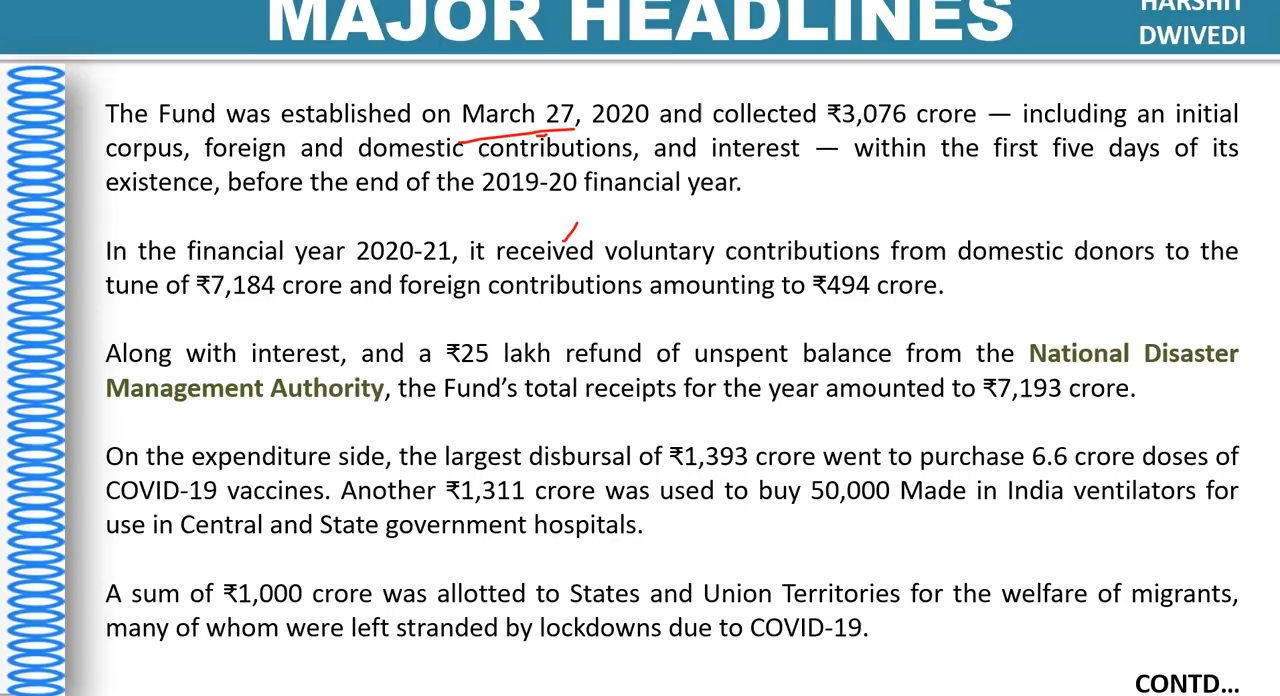 MAJOR HEADLINES
HARSHIT
DWIVEDI
The Fund was established on March 27, 2020 and collected ₹3,076 crore — including an initial
corpus, foreign and domestic contributions, and interest — within the first five days of its
existence, before the end of the 2019-20 financial year.
In the financial year 2020-21, it received voluntary contributions from domestic donors to the
tune of ₹7,184 crore and foreign contributions amounting to ₹494 crore.
Along with interest, and a ₹25 lakh refund of unspent balance from the National Disaster
Management Authority, the Fund’s total receipts for the year amounted to ₹7,193 crore.
On the expenditure side, the largest disbursal of ₹1,393 crore went to purchase 6.6 crore doses of
COVID-19 vaccines. Another ₹1,311 crore was used to buy 50,000 Made in India ventilators for
use in Central and State government hospitals.
A sum of ₹1,000 crore was allotted to States and Union Territories for the welfare of migrants,
many of whom were left stranded by lockdowns due to COVID-19.
CONTD...